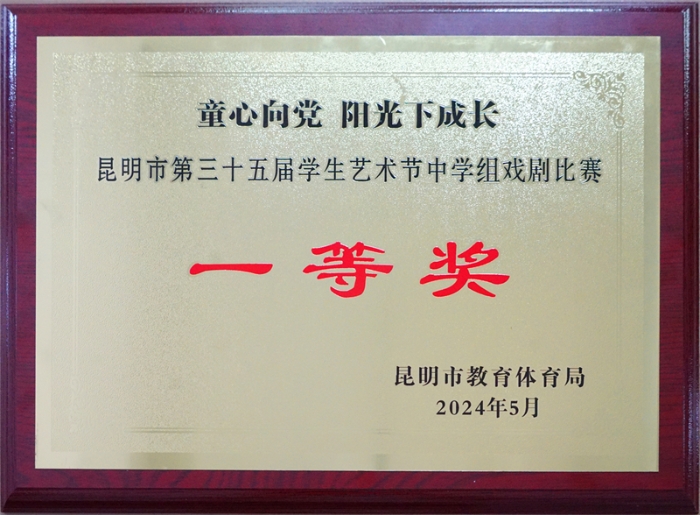 童心向党 阳光下成长
昆明市第三十五届学生艺术节中学组戏剧比赛
一等奖
昆明市教育体育局
2024年5月